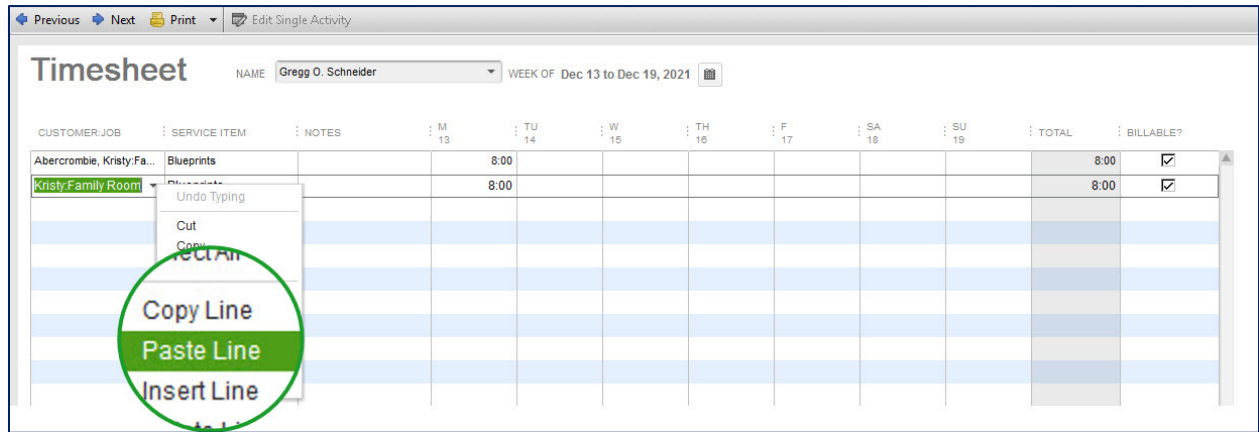 Previous Next Print Edit Single Activity
Timesheet NAME Gregg O. Schneider WEEK OF Dec 13 to Dec 19, 2021
CUSTOMER:JOB SERVICE ITEM NOTES M 13 TU 14 W 15 TH 16 F 17 SA 18 SU 19 TOTAL BILLABLE?
Abercrombie, Kristy:Fa... Blueprints 8:00 8:00
Kristy:Family Room 8:00 8:00
Undo Typing
Cut
Copy
Copy Line
Paste Line
Insert Line